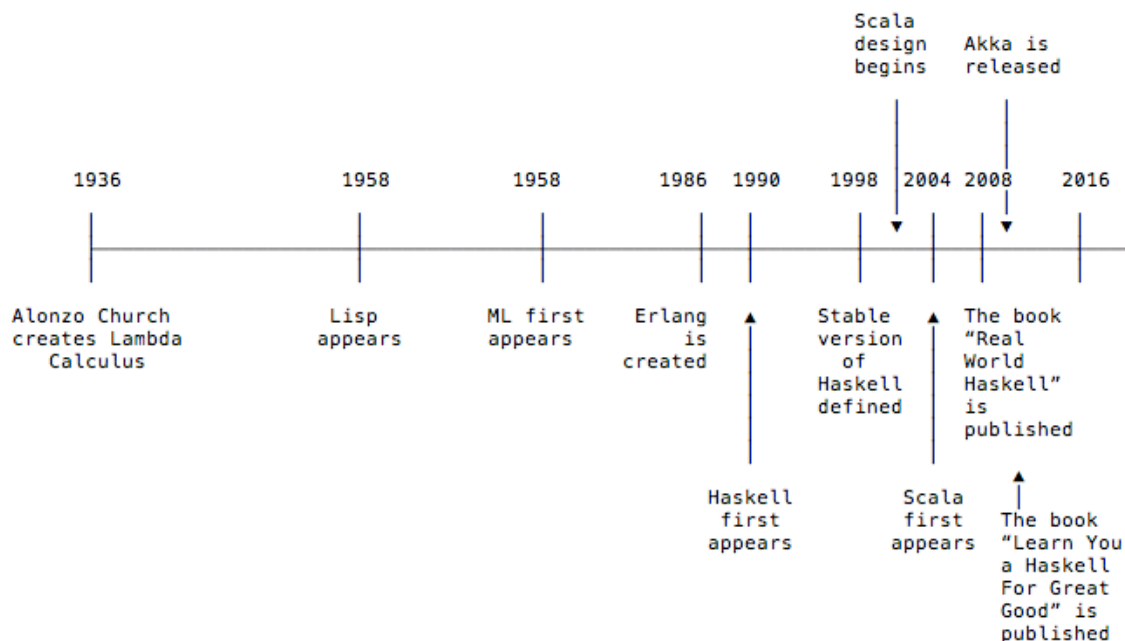 Scala
design
begins
Akka is
released
1936
1958
1958
1986
1990
1998
2004
2008
2016
Alonzo Church
creates Lambda
Calculus
Lisp
appears
ML first
appears
Erlang
is
created
Stable
version
of
Haskell
defined
The book
“Real
World
Haskell”
is
published
Haskell
first
appears
Scala
first
appears
The book
“Learn You
a Haskell
For Great
Good” is
published